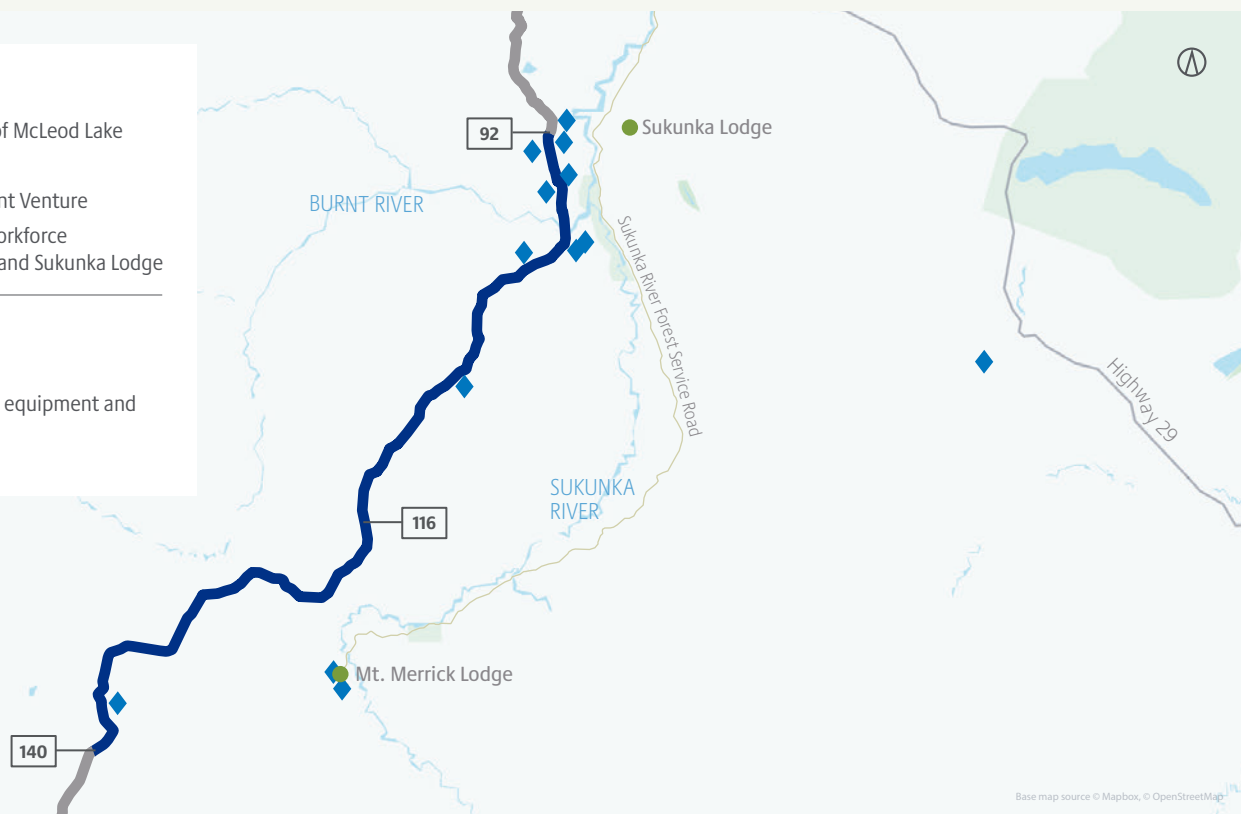 of McLeod Lake
nt Venture
orkforce
and Sukunka Lodge
equipment and
92
Sukunka Lodge
BURNT RIVER
Sukunka River Forest Service Road
Highway 29
SUKUNKA
RIVER
116
Mt. Merrick Lodge
140
Base map source © Mapbox, © OpenStreetMap